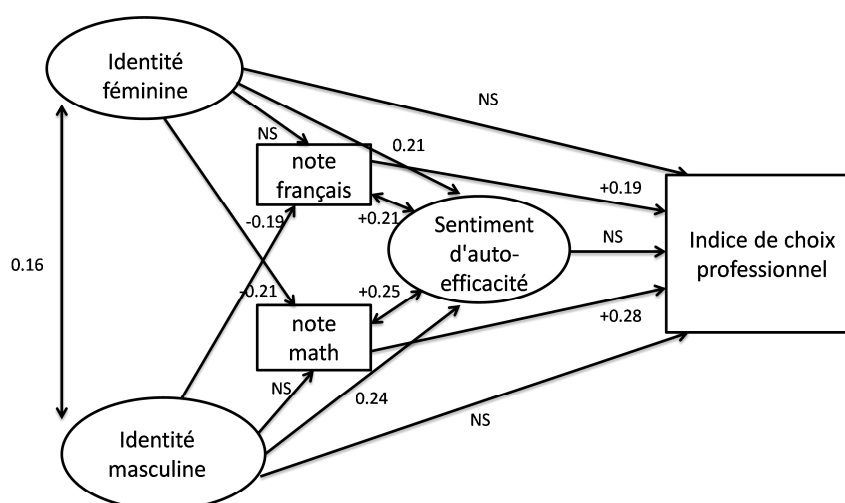 Identité
féminine
NS
NS
0.21
note
français
+0.19
+0.21
-0.19
Sentiment
d'auto-
efficacité
NS
Indice de choix
professionnel
0.16
-0.21
+0.25
note
math
+0.28
NS
0.24
NS
Identité
masculine